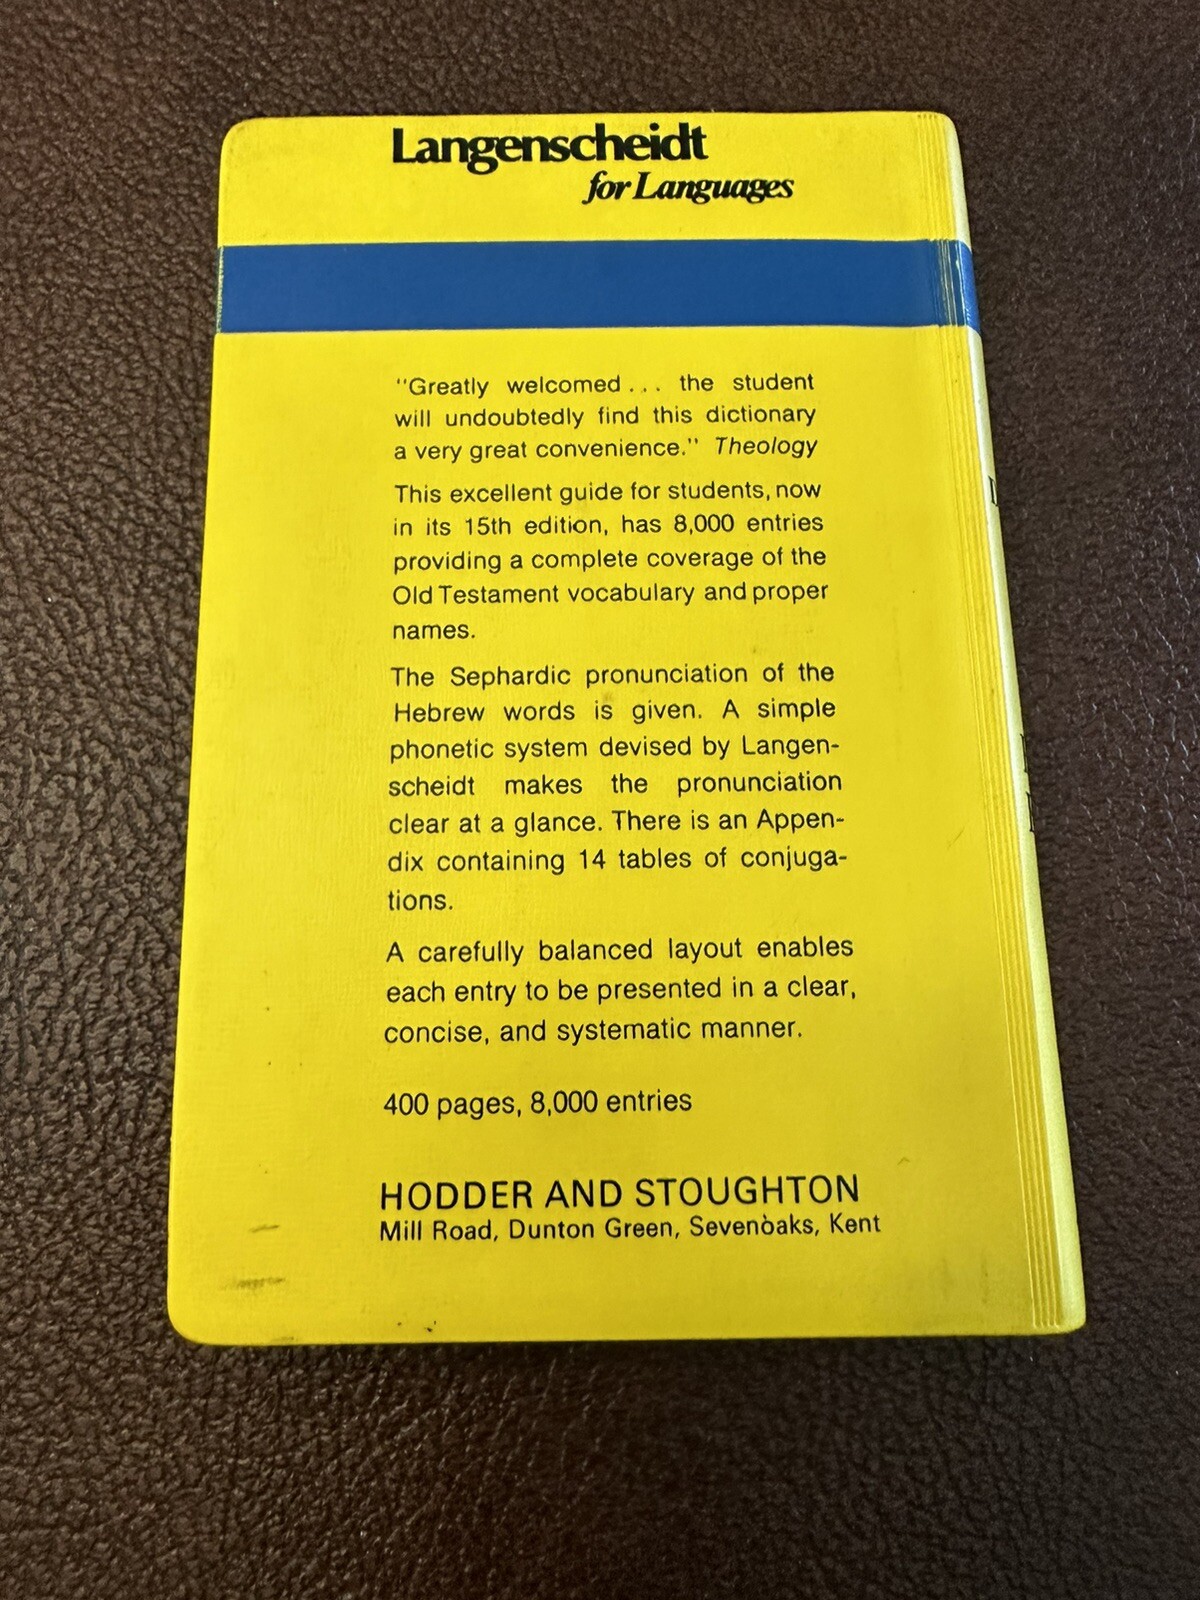 Langenscheidt
for Languages
"Greatly welcomed... the student
will undoubtedly find this dictionary
a very great convenience." Theology
This excellent guide for students, now
in its 15th edition, has 8,000 entries
providing a complete coverage of the
Old Testament vocabulary and proper
names.
The Sephardic pronunciation of the
Hebrew words is given. A simple
phonetic system devised by Langen-
scheidt makes the pronunciation
clear at a glance. There is an Appen-
dix containing 14 tables of conjuga-
tions.
A carefully balanced layout enables
each entry to be presented in a clear,
concise, and systematic manner.
400 pages, 8,000 entries
HODDER AND STOUGHTON
Mill Road, Dunton Green, Sevenoaks, Kent